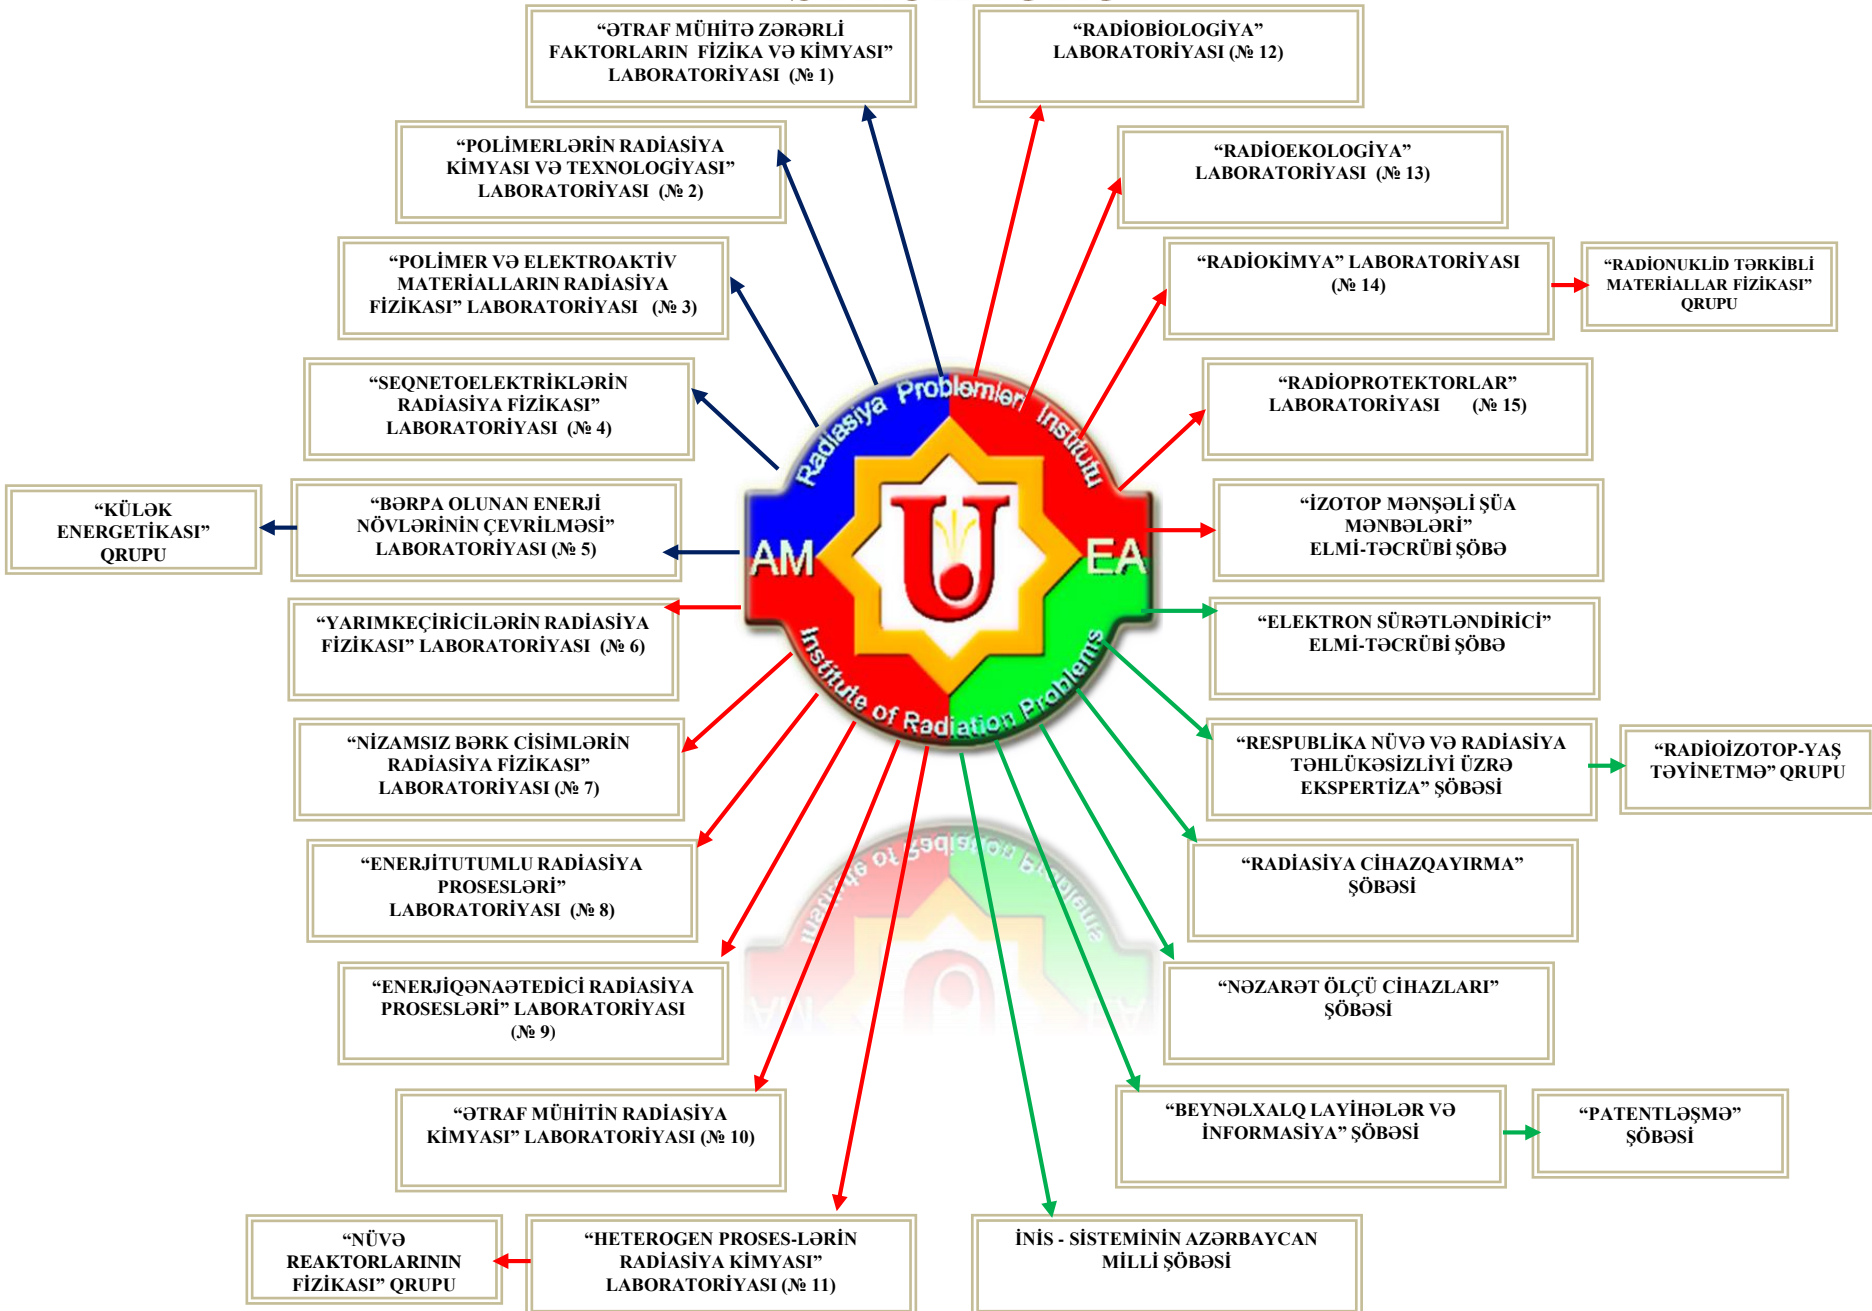 “ƏTRAF MÜHİTƏ ZƏRƏRLİ
FAKTORLARIN FİZİKA VƏ KİMYASI”
LABORATORİYASI (№ 1)
“RADİOBİOLOGİYA”
LABORATORİYASI (№ 12)
“POLİMERLƏRİN RADİASİYA
KİMYASI VƏ TEXNOLOGİYASI”
LABORATORİYASI (№ 2)
“RADİOEKOLOGİYA”
LABORATORİYASI (№ 13)
“POLİMER VƏ ELEKTROAKTİV
MATERİALLARIN RADİASİYA
FİZİKASI” LABORATORİYASI (№ 3)
“RADİOKİMYA” LABORATORİYASI
(№ 14)
“RADİONUKLİD TƏRKİBLİ
MATERİALLAR FİZİKASI”
QRUPU
“SEQNETOELEKTRİKLƏRİN
RADİASİYA FİZİKASI”
LABORATORİYASI (№ 4)
“RADİOPROTEKTORLAR”
LABORATORİYASI (№ 15)
“KÜLƏK
ENERGETİKASI”
QRUPU
“BƏRPA OLUNAN ENERJİ
NÖVLƏRİNİN ÇEVRİLMƏSİ”
LABORATORİYASI (№ 5)
“İZOTOP MƏNŞƏLİ ŞÜA
MƏNBƏLƏRİ”
ELMİ-TƏCRÜBİ ŞÖBƏ
Radiasiya Problemləri Institutu
AM
EA
Institute of Radiation Problems
“YARIMKEÇİRİCİLƏRİN RADİASİYA
FİZİKASI” LABORATORİYASI (№ 6)
“ELEKTRON SÜRƏTLƏNDİRİCİ”
ELMİ-TƏCRÜBİ ŞÖBƏ
“NİZAMSIZ BƏRK CİSİMLƏRİN
RADİASİYA FİZİKASI”
LABORATORİYASI (№ 7)
“RESPUBLİKA NÜVƏ VƏ RADİASİYA
TƏHLÜKƏSİZLİYİ ÜZRƏ
EKSPERTİZA” ŞÖBƏSİ
“RADİOİZOTOP-YAŞ
TƏYİNETMƏ” QRUPU
“ENERJİTUTUMLU RADİASİYA
PROSESLƏRİ”
LABORATORİYASI (№ 8)
“RADİASİYA CİHAZQAYIRMA”
ŞÖBƏSİ
“ENERJİQƏNAƏTEDİCİ RADİASİYA
PROSESLƏRİ” LABORATORİYASI
(№ 9)
“NƏZARƏT ÖLÇÜ CİHAZLARI”
ŞÖBƏSİ
“ƏTRAF MÜHİTİN RADİASİYA
KİMYASI” LABORATORİYASI (№ 10)
“BEYNƏLXALQ LAYİHƏLƏR VƏ
İNFORMASİYA” ŞÖBƏSİ
“PATENTLƏŞMƏ”
ŞÖBƏSİ
“NÜVƏ
REAKTORLARININ
FİZİKASI” QRUPU
“HETEROGEN PROSES-LƏRİN
RADİASİYA KİMYASI”
LABORATORİYASI (№ 11)
İNİS - SİSTEMİNİN AZƏRBAYCAN
MİLLİ ŞÖBƏSİ